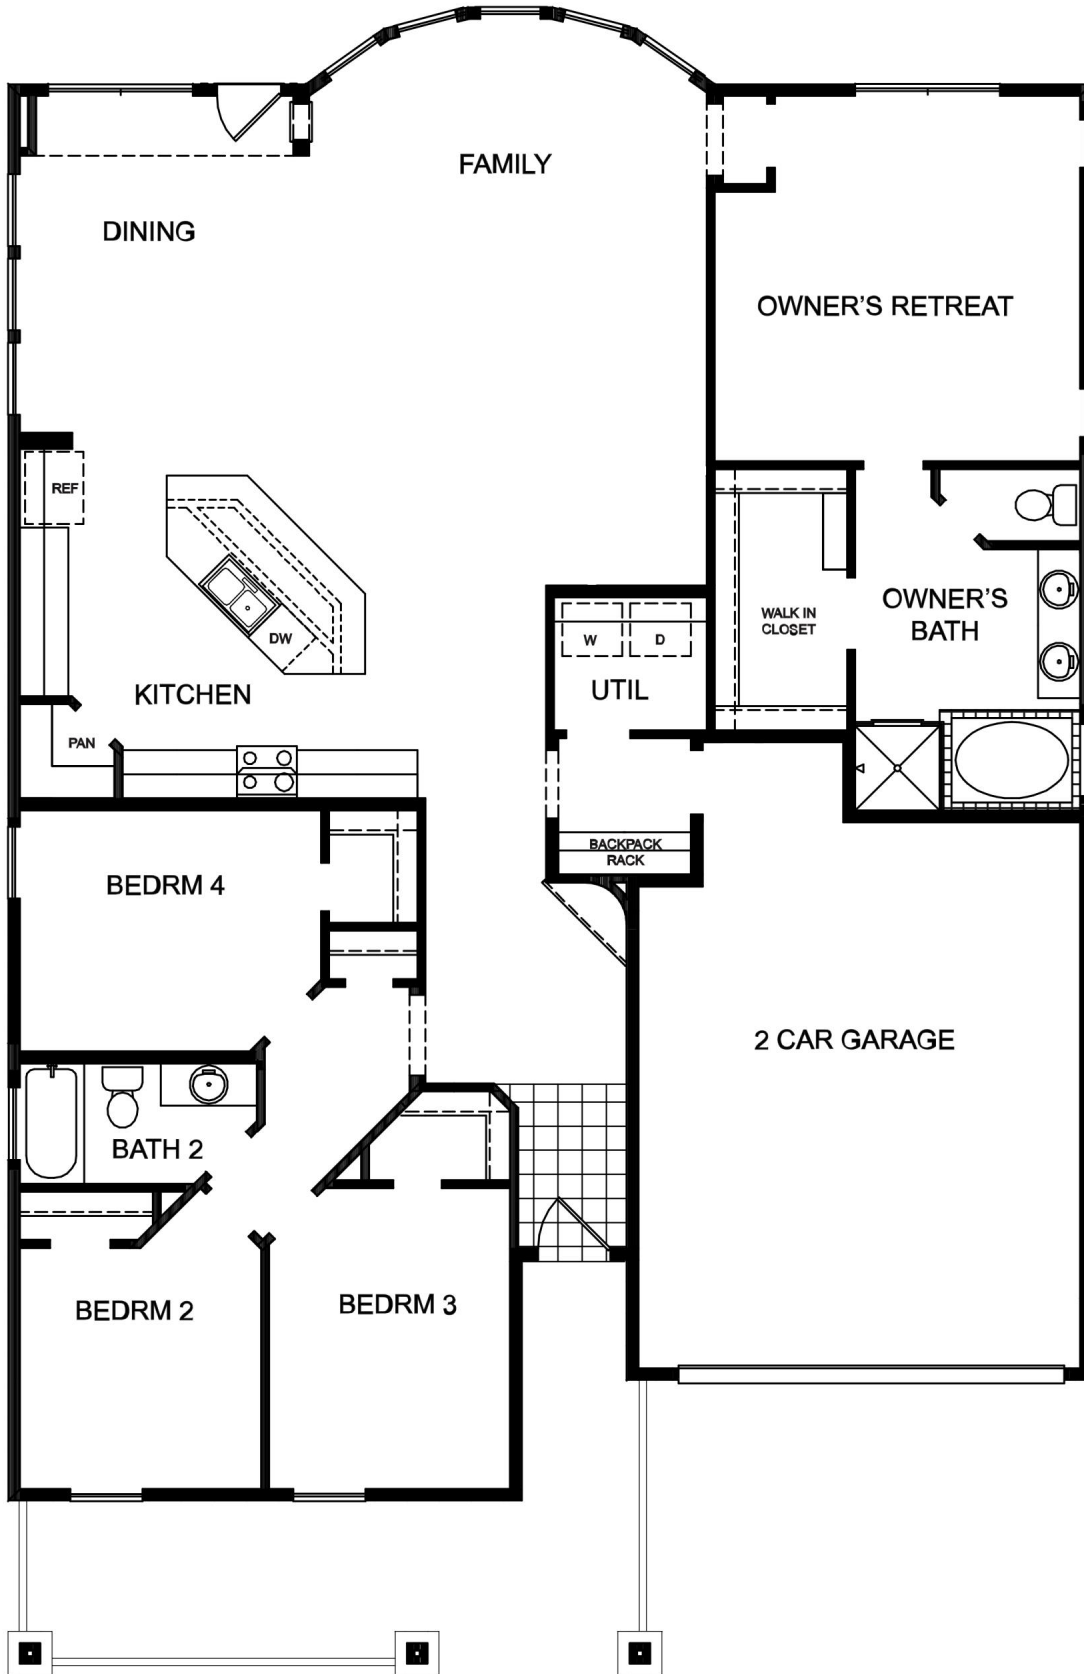 FAMILY
DINING
OWNER'S RETREAT
REF
DW
W
D
WALK IN
CLOSET
OWNER'S
BATH
KITCHEN
UTIL
PAN
BACKPACK
RACK
BEDRM 4
2 CAR GARAGE
BATH 2
BEDRM 2
BEDRM 3